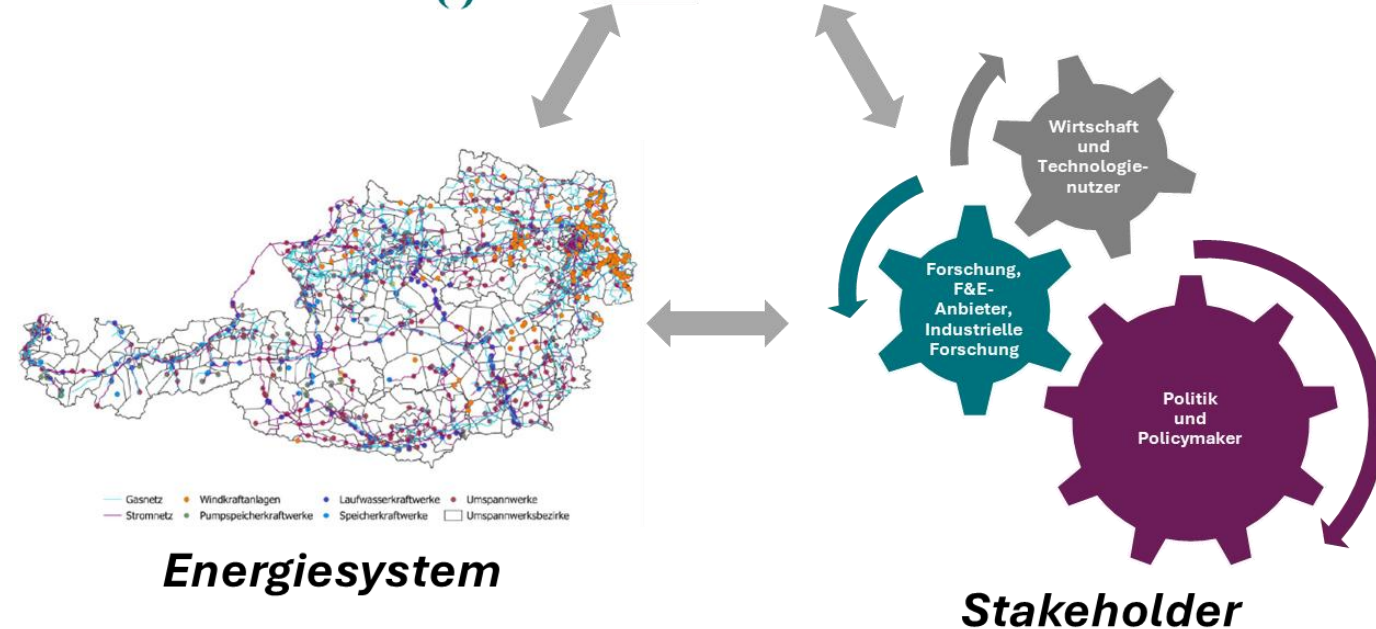 Wirtschaft
und
Technologie-
nutzer
Forschung,
F&E-
Anbieter,
Industrielle
Forschung
Politik
und
Policymaker
Gasnetz Windkraftanlagen Laufwasserkraftwerke Umspannwerke
Stromnetz Pumpspeicherkraftwerke Speicherkraftwerke Umspannwerksbezirke
Energiesystem
Stakeholder